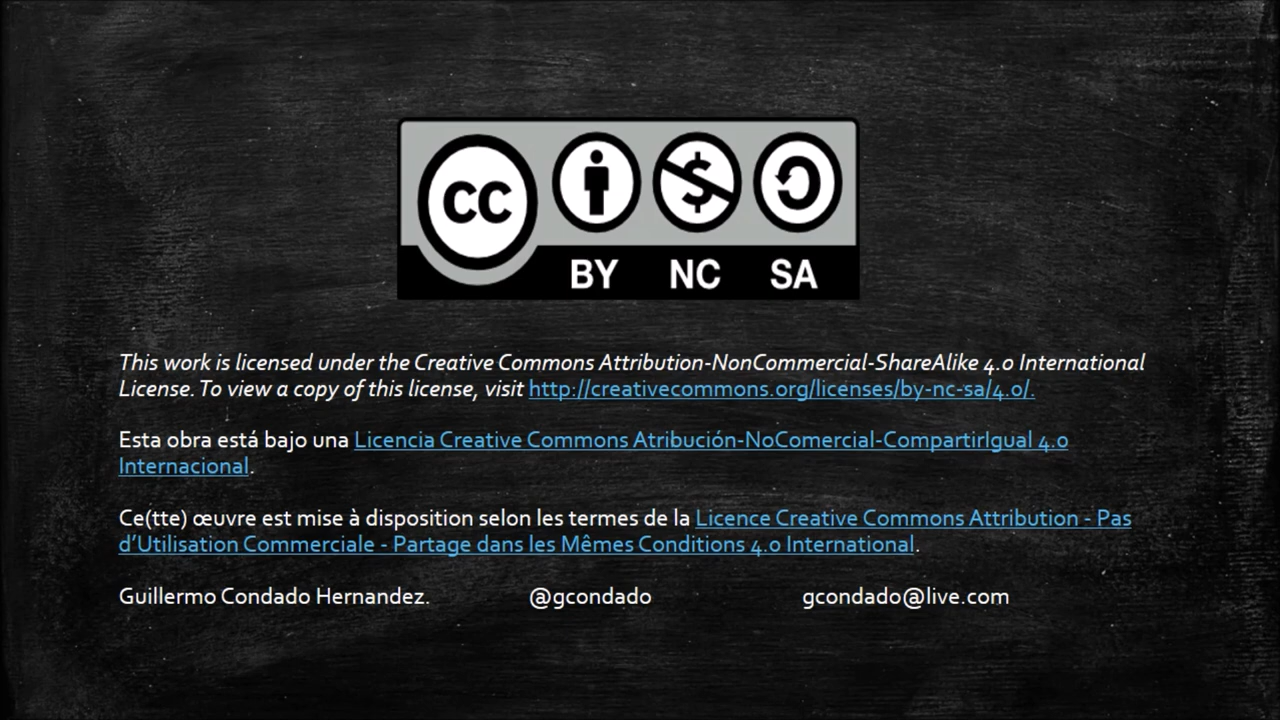 CC
BY NC SA
This work is licensed under the Creative Commons Attribution-NonCommercial-ShareAlike 4.0 International
License. To view a copy of this license, visit http://creativecommons.org/licenses/by-nc-sa/4.0/.
Esta obra está bajo una Licencia Creative Commons Atribución-NoComercial-CompartirIgual 4.0
Internacional.
Ce(tte) œuvre est mise à disposition selon les termes de la Licence Creative Commons Attribution - Pas
d’Utilisation Commerciale - Partage dans les Mêmes Conditions 4.0 International.
Guillermo Condado Hernandez. @gcondado gcondado@live.com